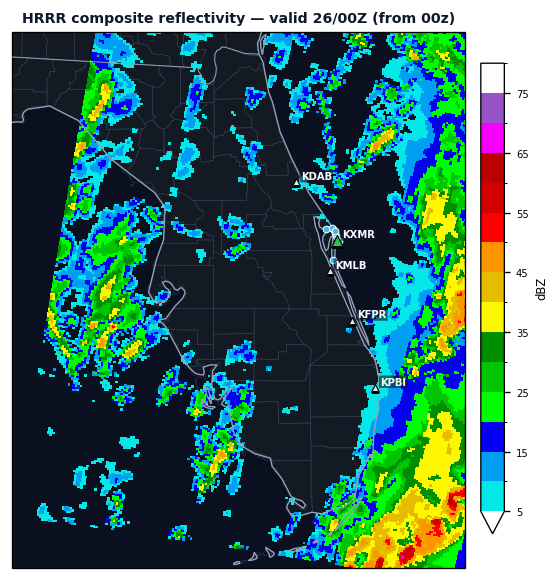 HRRR composite reflectivity — valid 26/00Z (from 00z)
KDAB
KXMR
KMLB
KFPR
KPBI
75
65
55
45
35
25
15
5
dBZ